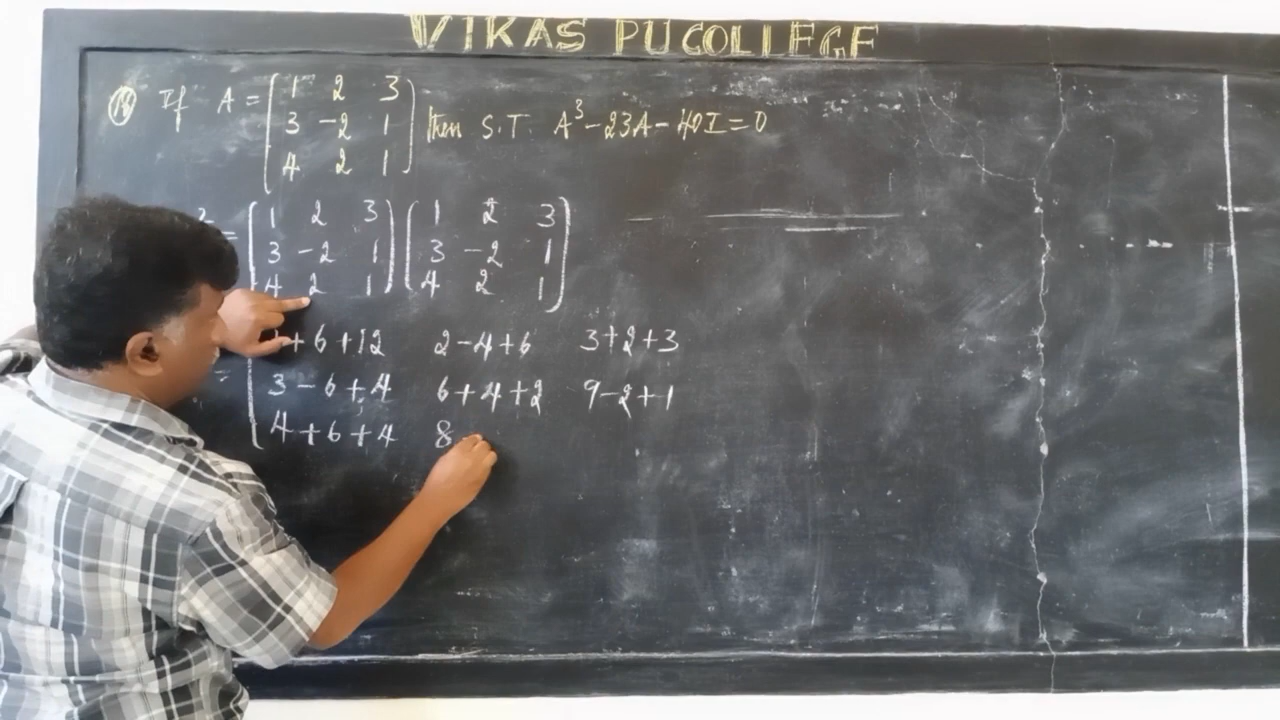 VIKAS PU COLLEGE
18 If A = [1 2 3
3 -2 1
4 2 1] then S.T. A³ - 23A - 40I = 0
2 = [1 2 3 [1 2 3
3 -2 1 3 -2 1
4 2 1] 4 2 1]
= [+ 6 + 12 2 - 4 + 6 3 + 2 + 3
3 - 6 + 4 6 + 4 + 2 9 - 2 + 1
4 + 6 + 4 8